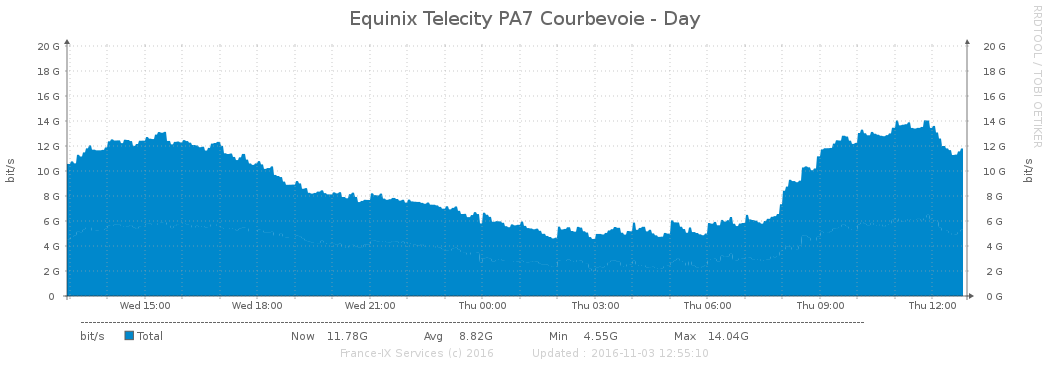 Equinix Telecity PA7 Courbevoie - Day
RRDTOOL / TOBI OETIKER
bit/s
20 G 20 G
18 G 18 G
16 G 16 G
14 G 14 G
12 G 12 G
10 G 10 G
8 G 8 G
6 G 6 G
4 G 4 G
2 G 2 G
0 0 G
bit/s
Wed 15:00 Wed 18:00 Wed 21:00 Thu 00:00 Thu 03:00 Thu 06:00 Thu 09:00 Thu 12:00
bit/s Total Now 11.78G Avg 8.82G Min 4.55G Max 14.04G
France-IX Services (c) 2016 Updated : 2016-11-03 12:55:10